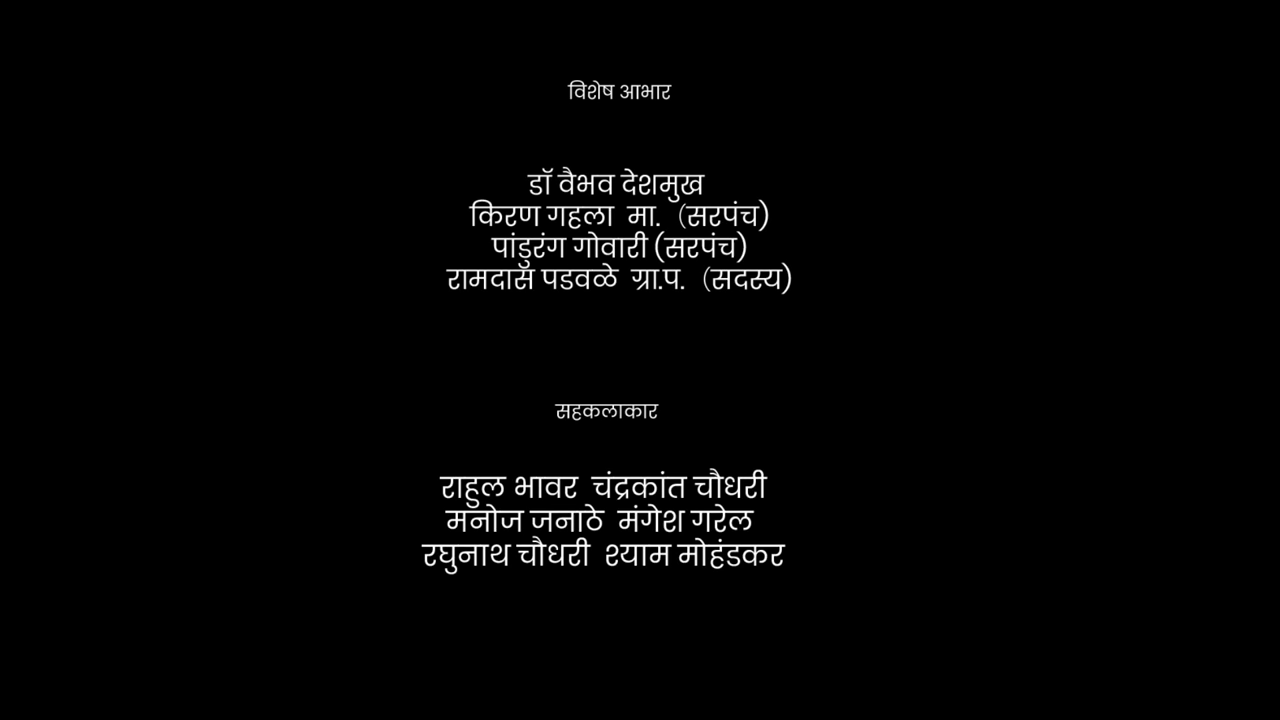 विशेष आभार
डॉ वैभव देशमुख
किरण गहला मा. (सरपंच)
पांडुरंग गोवारी (सरपंच)
रामदास पडवळे ग्रा.प. (सदस्य)
सहकलाकार
राहुल भावर चंद्रकांत चौधरी
मनोज जनाठे मंगेश गरेल
रघुनाथ चौधरी श्याम मोहंडकर